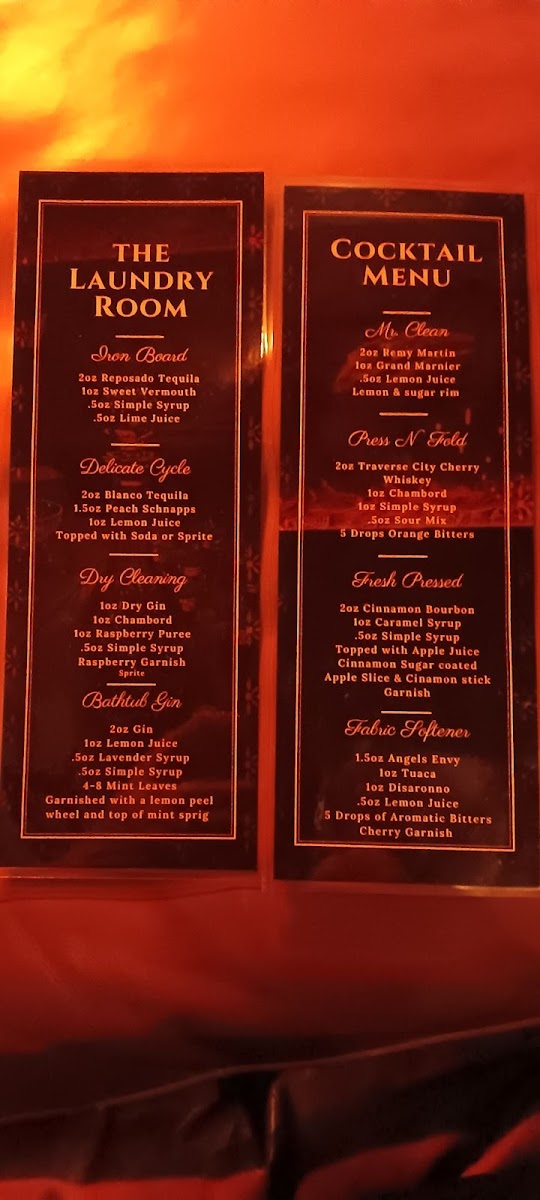 THE
LAUNDRY
ROOM
Iron Board
2oz Reposado Tequila
1oz Sweet Vermouth
.5oz Simple Syrup
.5oz Lime Juice
Delicate Cycle
2oz Blanco Tequila
1.5oz Peach Schnapps
1oz Lemon Juice
Topped with Soda or Sprite
Dry Cleaning
1oz Dry Gin
1oz Chambord
1oz Raspberry Puree
.5oz Simple Syrup
Raspberry Garnish
Sprite
Bathtub Gin
2oz Gin
1oz Lemon Juice
.5oz Lavender Syrup
.5oz Simple Syrup
4-8 Mint Leaves
Garnished with a lemon peel
wheel and top of mint sprig
COCKTAIL
MENU
Mr. Clean
2oz Remy Martin
1oz Grand Marnier
.5oz Lemon Juice
Lemon & sugar rim
Press N Fold
2oz Traverse City Cherry
Whiskey
1oz Chambord
1oz Simple Syrup
.5oz Sour Mix
5 Drops Orange Bitters
Fresh Pressed
2oz Cinnamon Bourbon
1oz Caramel Syrup
.5oz Simple Syrup
Topped with Apple Juice
Cinnamon Sugar coated
Apple Slice & Cinamon stick
Garnish
Fabric Softener
1.5oz Angels Envy
1oz Tuaca
1oz Disaronno
.5oz Lemon Juice
5 Drops of Aromatic Bitters
Cherry Garnish